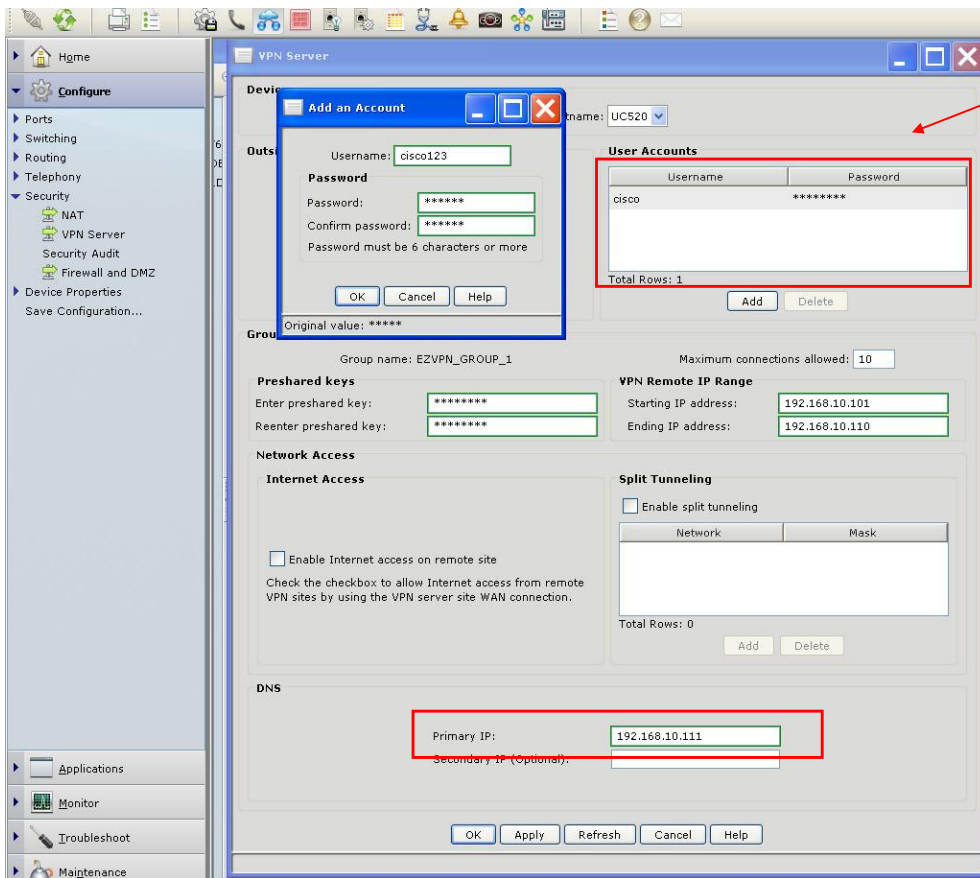 Home
Configure
Ports
Switching
Routing
Telephony
Security
NAT
VPN Server
Security Audit
Firewall and DMZ
Device Properties
Save Configuration...
Applications
Monitor
Troubleshoot
Maintenance
VPN Server
Hostname: UC520
Add an Account
Username: cisco123
Password
Password: ******
Confirm password: ******
Password must be 6 characters or more
OK Cancel Help
Original value: *****
User Accounts
Username Password
cisco ********
Total Rows: 1
Add Delete
Group name: EZVPN_GROUP_1
Maximum connections allowed: 10
Preshared keys
Enter preshared key: ********
Reenter preshared key: ********
VPN Remote IP Range
Starting IP address: 192.168.10.101
Ending IP address: 192.168.10.110
Network Access
Internet Access
Enable Internet access on remote site
Check the checkbox to allow Internet access from remote
VPN sites by using the VPN server site WAN connection.
Split Tunneling
Enable split tunneling
Network Mask
Total Rows: 0
Add Delete
DNS
Primary IP: 192.168.10.111
Secondary IP (Optional):
OK Apply Refresh Cancel Help